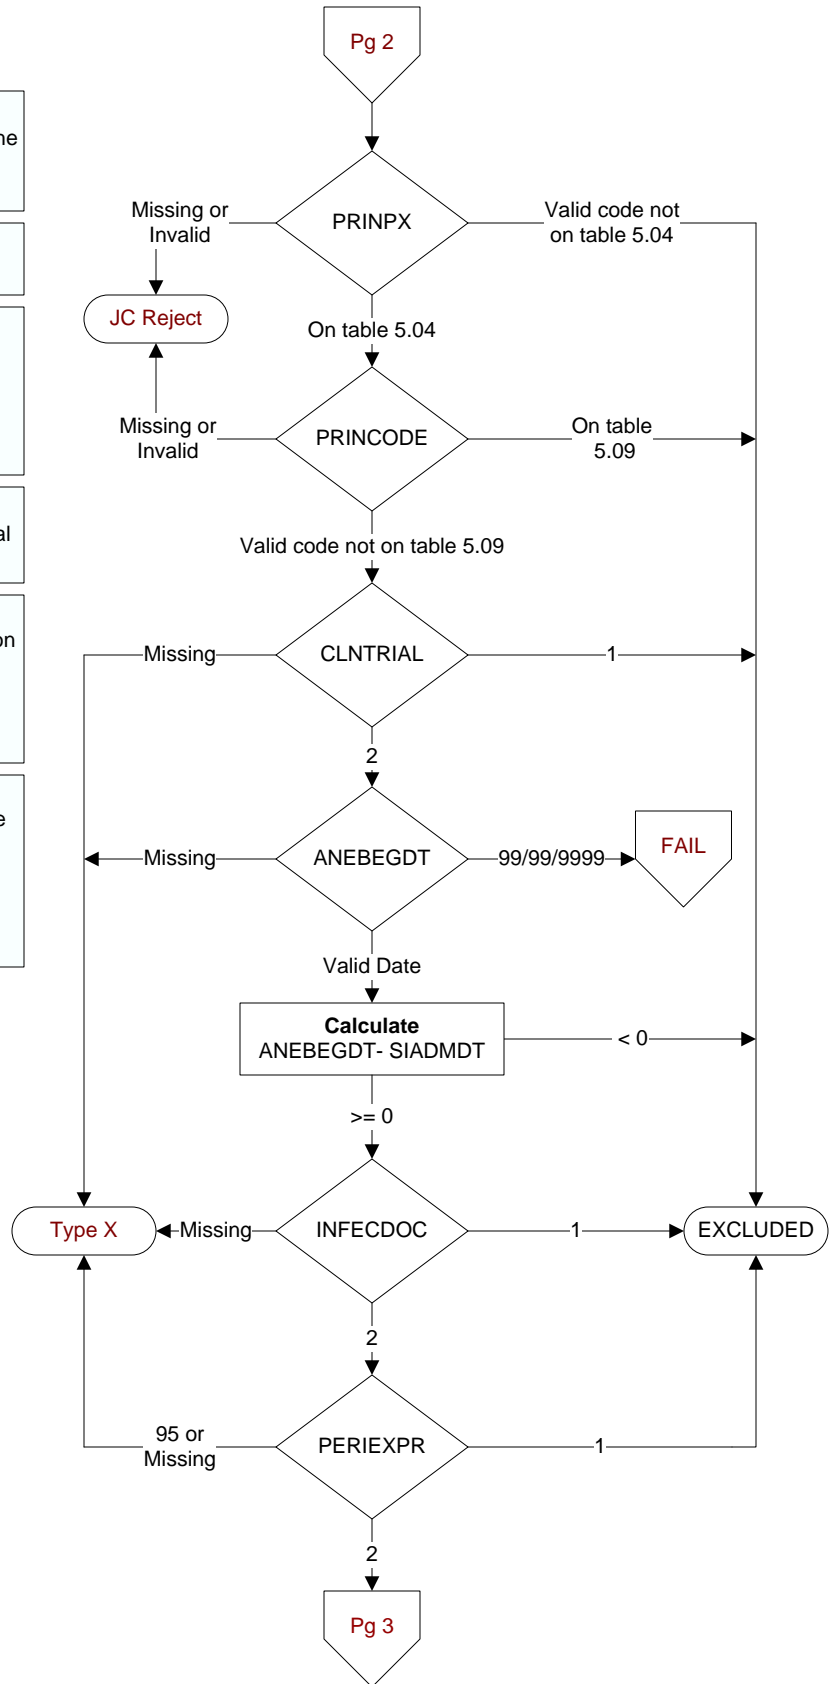 Pg 2
ne
PRINPX
Missing or
Invalid
Valid code not
on table 5.04
JC Reject
On table 5.04
PRINCODE
Missing or
Invalid
On table
5.09
al
Valid code not on table 5.09
on
CLNTRIAL
Missing
1
2
e
ANEBEGDT
Missing
99/99/9999
FAIL
Valid Date
Calculate
ANEBEGDT- SIADMDT
< 0
>= 0
Type X
Missing
INFECDOC
1
EXCLUDED
2
95 or
Missing
PERIEXPR
1
2
Pg 3